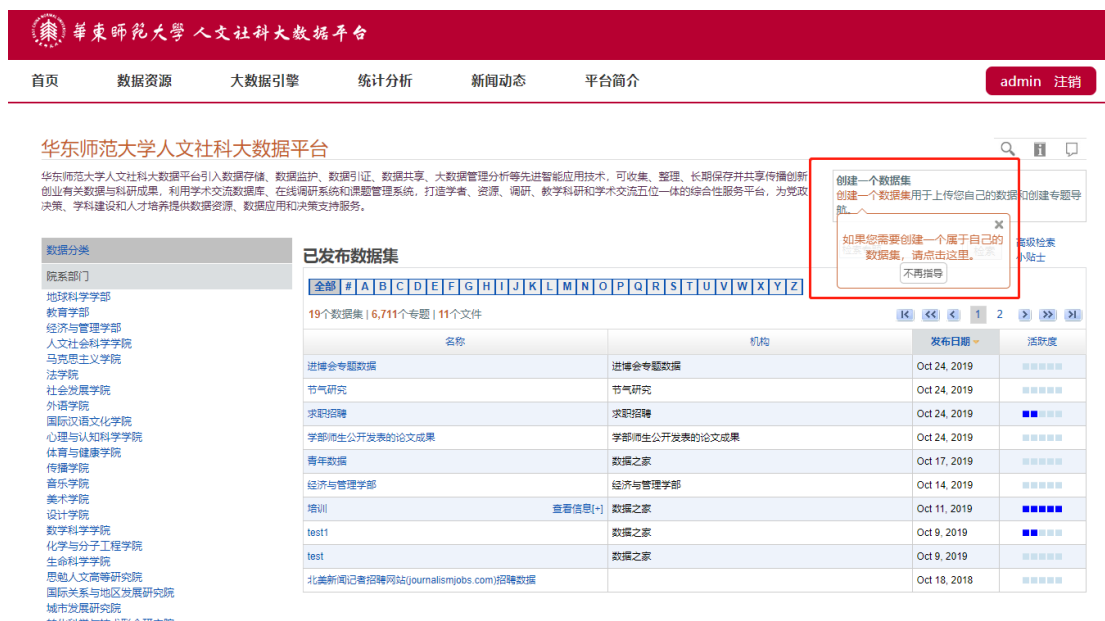 華東師范大學 人文社科大数据平台
首页 数据资源 大数据引擎 统计分析 新闻动态 平台简介 admin 注销
华东师范大学人文社科大数据平台
华东师范大学人文社科大数据平台引入数据存储、数据监护、数据引证、数据共享、大数据管理分析等先进智能应用技术，可收集、整理、长期保存并共享传播创新
创业有关数据与科研成果，利用学术交流数据库、在线调研系统和课题管理系统，打造学者、资源、调研、教学科研和学术交流五位一体的综合性服务平台，为党政
决策、学科建设和人才培养提供数据资源、数据应用和决策支持服务。
创建一个数据集
创建一个数据集用于上传您自己的数据和创建专题导
航。
如果您需要创建一个属于自己的
数据集，请点击这里。
不再指导
高级检索
小贴士
数据分类
院系部门
地球科学学部
教育学部
经济与管理学部
人文社会科学学院
马克思主义学院
法学院
社会发展学院
外语学院
国际汉语文化学院
心理与认知科学学院
体育与健康学院
传播学院
音乐学院
美术学院
设计学院
数学科学学院
化学与分子工程学院
生命科学学院
思勉人文高等研究院
国际关系与地区发展研究院
城市发展研究院
已发布数据集
全部 # A B C D E F G H I J K L M N O P Q R S T U V W X Y Z
19个数据集 | 6,711个专题 | 11个文件 1 2
名称 机构 发布日期 活跃度
进博会专题数据 进博会专题数据 Oct 24, 2019
节气研究 节气研究 Oct 24, 2019
求职招聘 求职招聘 Oct 24, 2019
学部师生公开发表的论文成果 学部师生公开发表的论文成果 Oct 24, 2019
青年数据 数据之家 Oct 17, 2019
经济与管理学部 经济与管理学部 Oct 14, 2019
培训 查看信息[+] 数据之家 Oct 11, 2019
test1 数据之家 Oct 9, 2019
test 数据之家 Oct 9, 2019
北美新闻记者招聘网站(journalismjobs.com)招聘数据 Oct 18, 2018